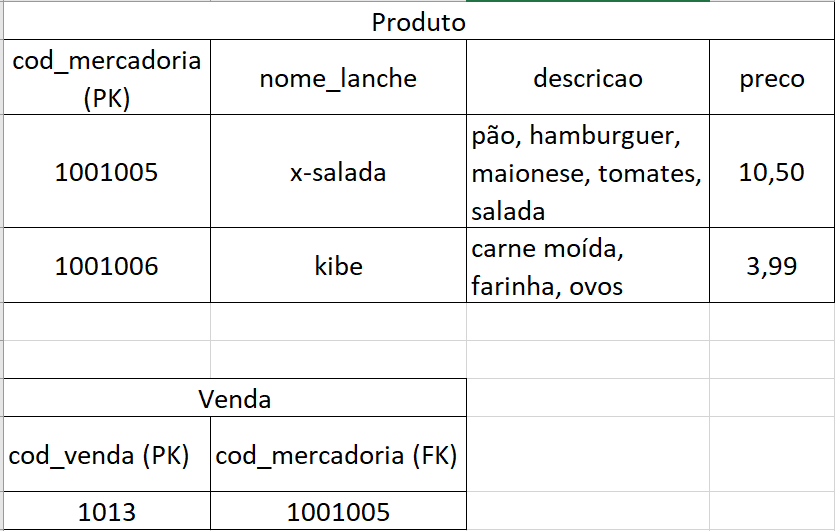 Produto
cod_mercadoria
(PK)
nome_lanche
descricao
preco
1001005
x-salada
pão, hamburguer,
maionese, tomates,
salada
10,50
1001006
kibe
carne moída,
farinha, ovos
3,99
Venda
cod_venda (PK)
cod_mercadoria (FK)
1013
1001005